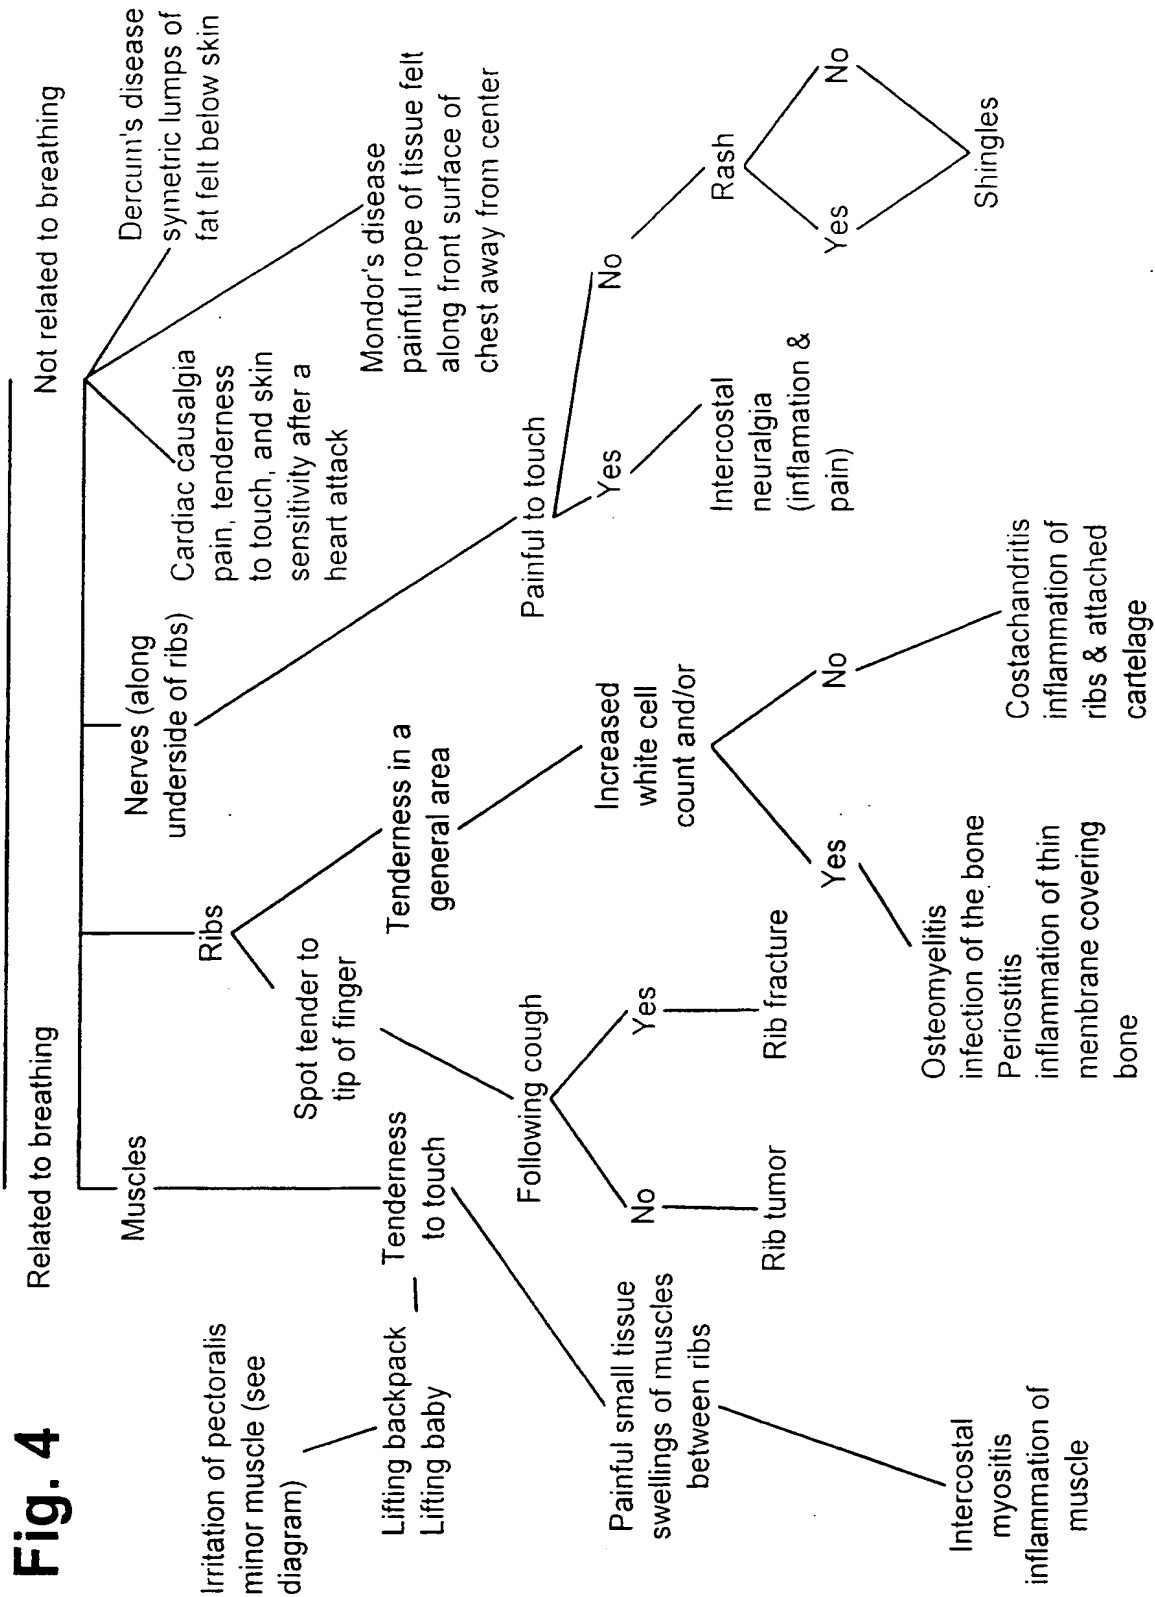 Fig. 4
Related to breathing
Not related to breathing
Muscles
Ribs
Nerves (along
underside of ribs)
Cardiac causalgia
pain, tenderness
to touch, and skin
sensitivity after a
heart attack
Dercum's disease
symetric lumps of
fat felt below skin
Mondor's disease
painful rope of tissue felt
along front surface of
chest away from center
Irritation of pectoralis
minor muscle (see
diagram)
Lifting backpack
Lifting baby
Tenderness
to touch
Spot tender to
tip of finger
Tenderness in a
general area
Painful to touch
Painful small tissue
swellings of muscles
between ribs
Following cough
No
Yes
Rib tumor
Rib fracture
Increased
white cell
count and/or
Yes
No
Yes
No
Intercostal
neuralgia
(inflamation &
pain)
Rash
Yes
No
Shingles
Intercostal
myositis
inflamation of
muscle
Osteomyelitis
infection of the bone
Periostitis
inflammation of thin
membrane covering
bone
Costachandritis
inflammation of
ribs & attached
cartelage